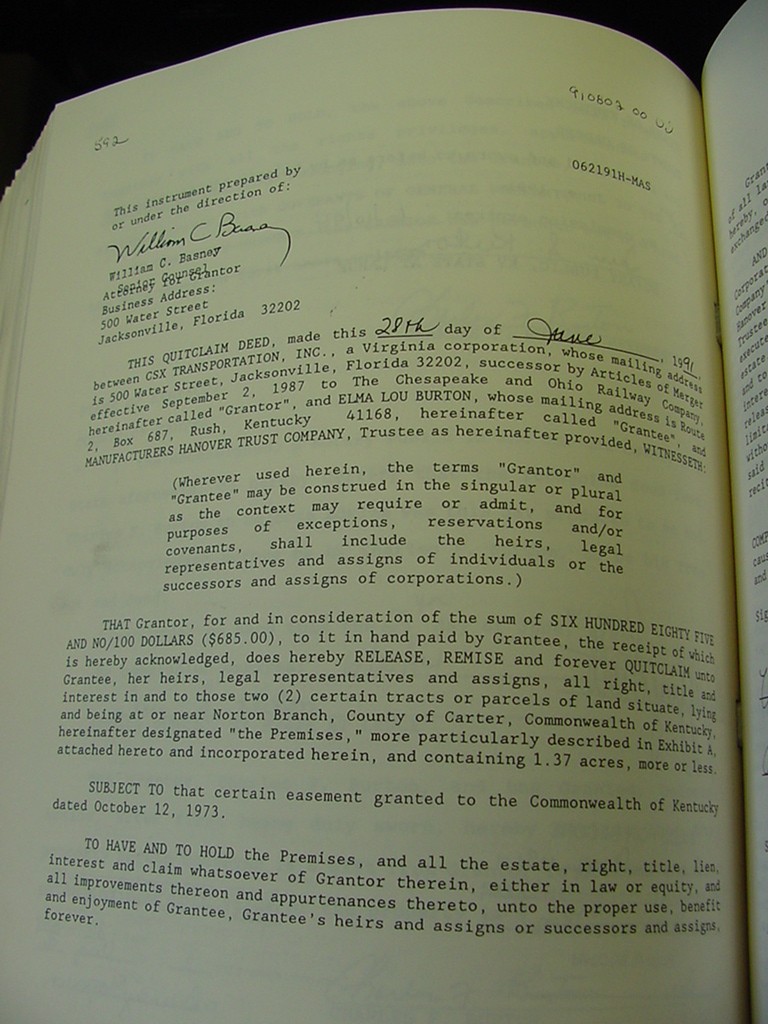 592
910802 00 00
062191H-MAS
This instrument prepared by
or under the direction of:
William C Basney
William C. Basney
Senior Counsel
Attorney for Grantor
Business Address:
500 Water Street
Jacksonville, Florida 32202
THIS QUITCLAIM DEED, made this 28th day of June, 1991,
between CSX TRANSPORTATION, INC., a Virginia corporation, whose mailing address
is 500 Water Street, Jacksonville, Florida 32202, successor by Articles of Merger
effective September 2, 1987 to The Chesapeake and Ohio Railway Company,
hereinafter called "Grantor", and ELMA LOU BURTON, whose mailing address is Route
2, Box 687, Rush, Kentucky 41168, hereinafter called "Grantee", and
MANUFACTURERS HANOVER TRUST COMPANY, Trustee as hereinafter provided, WITNESSETH:
(Wherever used herein, the terms "Grantor" and
"Grantee" may be construed in the singular or plural
as the context may require or admit, and for
purposes of exceptions, reservations and/or
covenants, shall include the heirs, legal
representatives and assigns of individuals or the
successors and assigns of corporations.)
THAT Grantor, for and in consideration of the sum of SIX HUNDRED EIGHTY FIVE
AND NO/100 DOLLARS ($685.00), to it in hand paid by Grantee, the receipt of which
is hereby acknowledged, does hereby RELEASE, REMISE and forever QUITCLAIM unto
Grantee, her heirs, legal representatives and assigns, all right, title and
interest in and to those two (2) certain tracts or parcels of land situate, lying
and being at or near Norton Branch, County of Carter, Commonwealth of Kentucky,
hereinafter designated "the Premises," more particularly described in Exhibit A,
attached hereto and incorporated herein, and containing 1.37 acres, more or less.
SUBJECT TO that certain easement granted to the Commonwealth of Kentucky
dated October 12, 1973.
TO HAVE AND TO HOLD the Premises, and all the estate, right, title, lien,
interest and claim whatsoever of Grantor therein, either in law or equity, and
all improvements thereon and appurtenances thereto, unto the proper use, benefit
and enjoyment of Grantee, Grantee's heirs and assigns or successors and assigns,
forever.
of all
hereby,
exchanged
AND
Trustee
execute
estate
and to
said